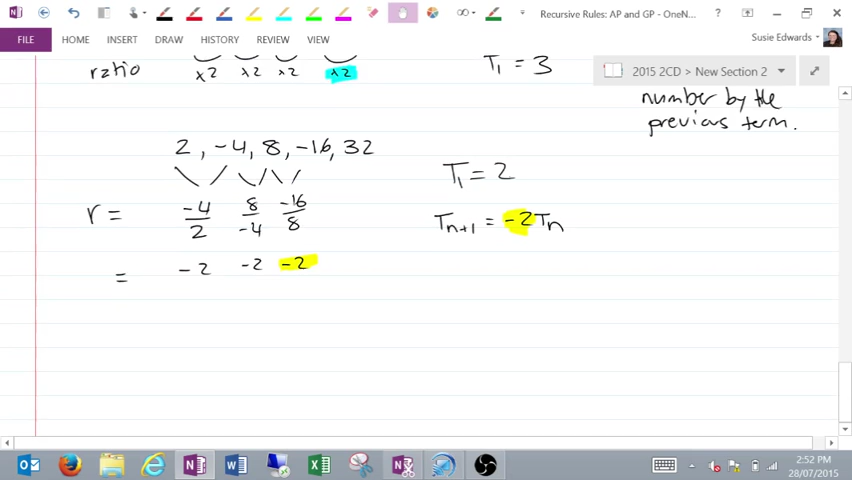 Recursive Rules: AP and GP - OneN...
Susie Edwards
FILE HOME INSERT DRAW HISTORY REVIEW VIEW
2015 2CD > New Section 2
ratio
x2 x2 x2 x2
T1 = 3
number by the
previous term.
2, -4, 8, -16, 32
T1 = 2
r = -4/2 8/-4 -16/8
Tn+1 = -2Tn
= -2 -2 -2
2:52 PM
28/07/2015